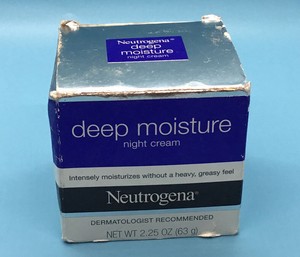 Neutrogena®
deep
moisture
night cream
deep moisture
night cream
Intensely moisturizes without a heavy, greasy feel
Neutrogena®
DERMATOLOGIST RECOMMENDED
NET WT 2.25 OZ (63 g)